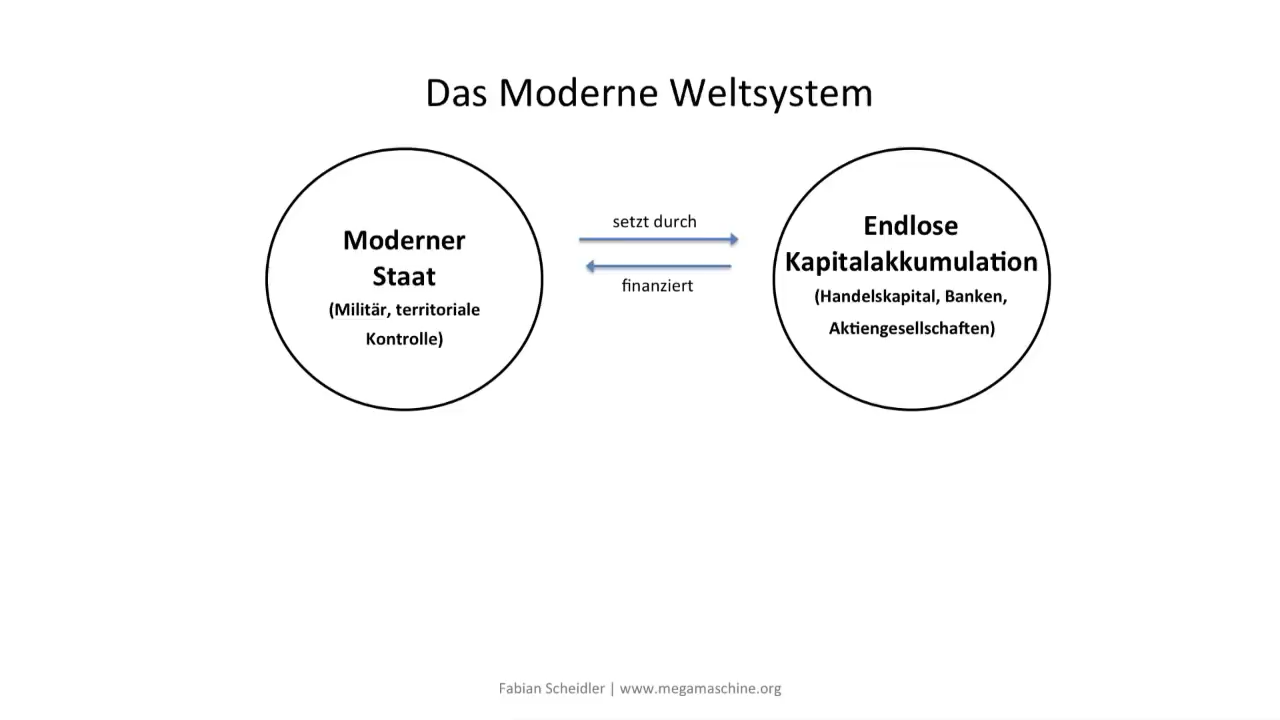 Das Moderne Weltsystem
Moderner
Staat
(Militär, territoriale
Kontrolle)
setzt durch
finanziert
Endlose
Kapitalakkumulation
(Handelskapital, Banken,
Aktiengesellschaften)
Fabian Scheidler | www.megamaschine.org